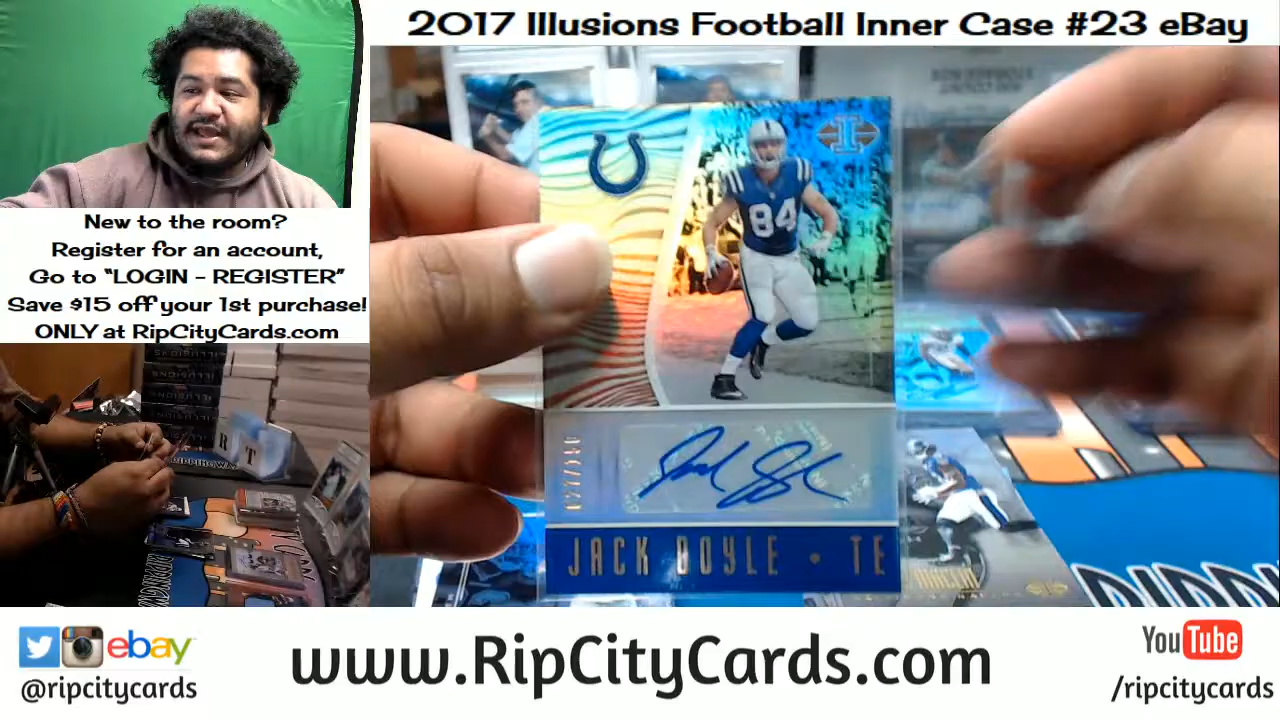 2017 Illusions Football Inner Case #23 eBay
New to the room?
Register for an account,
Go to "LOGIN - REGISTER"
Save $15 off your 1st purchase!
ONLY at RipCityCards.com
84
JACK DOYLE • TE
R T
ebay
@ripcitycards
www.RipCityCards.com
YouTube
/ripcitycards